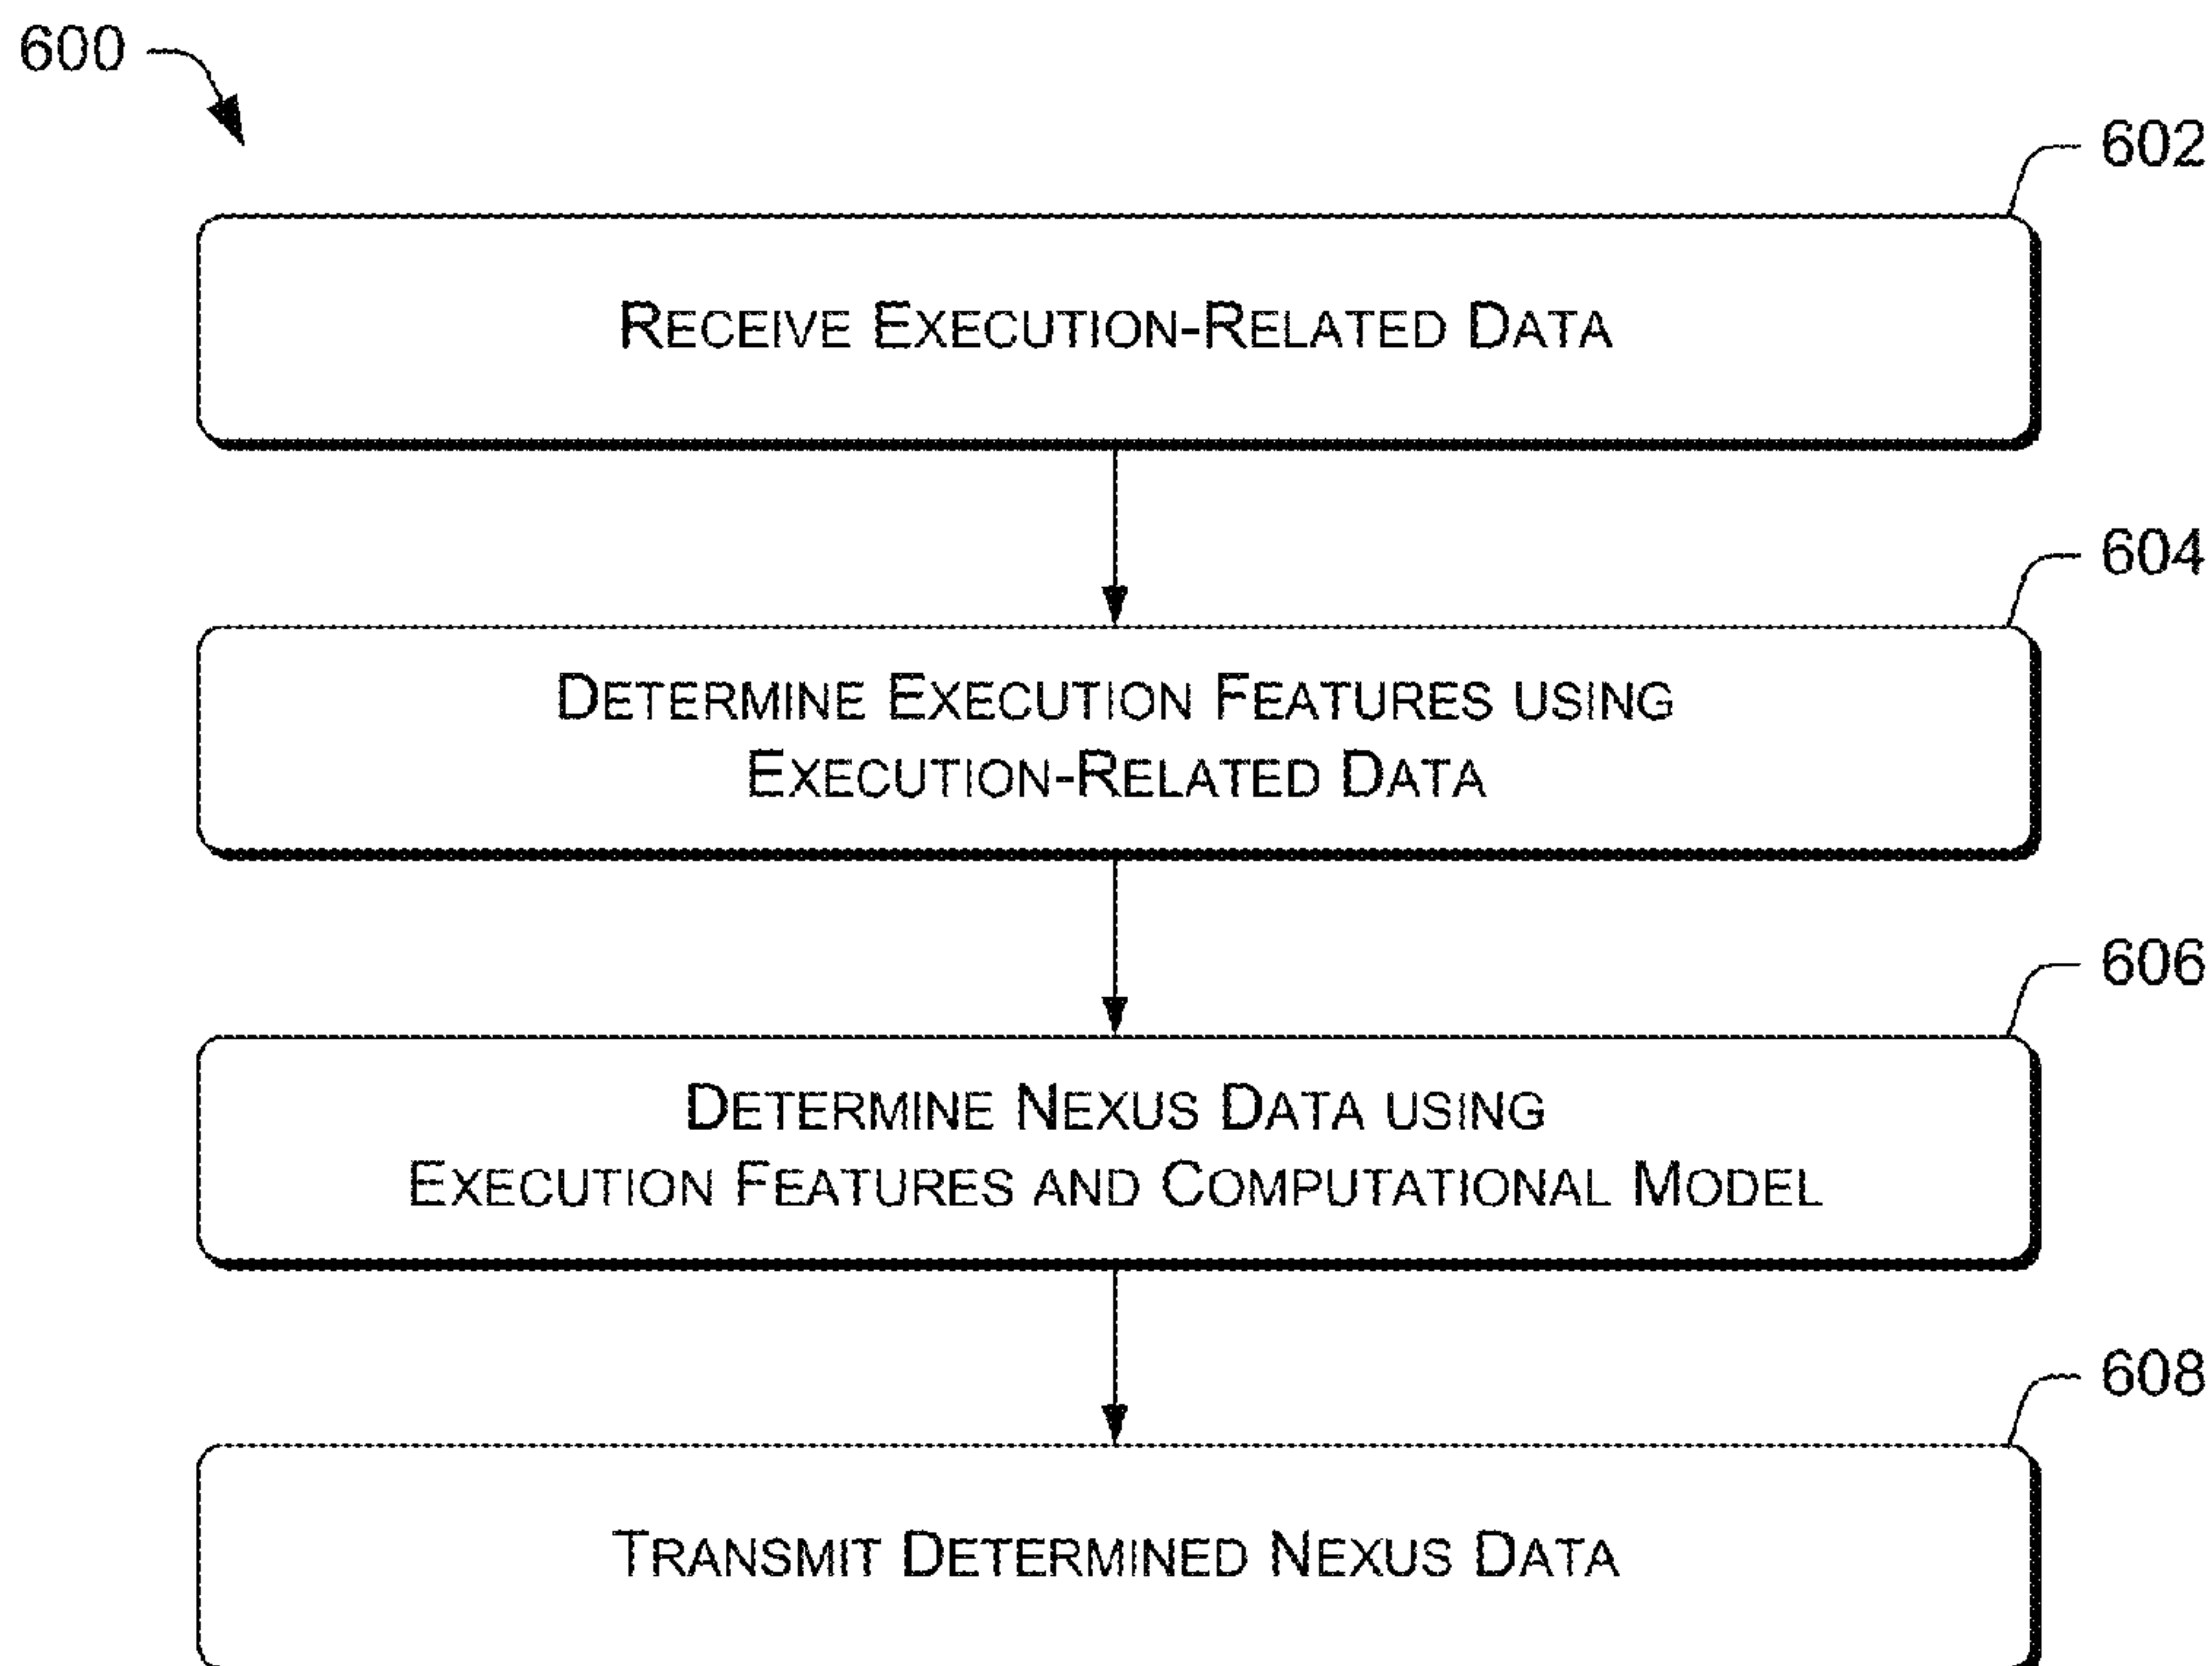 600
602
RECEIVE EXECUTION-RELATED DATA
604
DETERMINE EXECUTION FEATURES USING
EXECUTION-RELATED DATA
606
DETERMINE NEXUS DATA USING
EXECUTION FEATURES AND COMPUTATIONAL MODEL
608
TRANSMIT DETERMINED NEXUS DATA